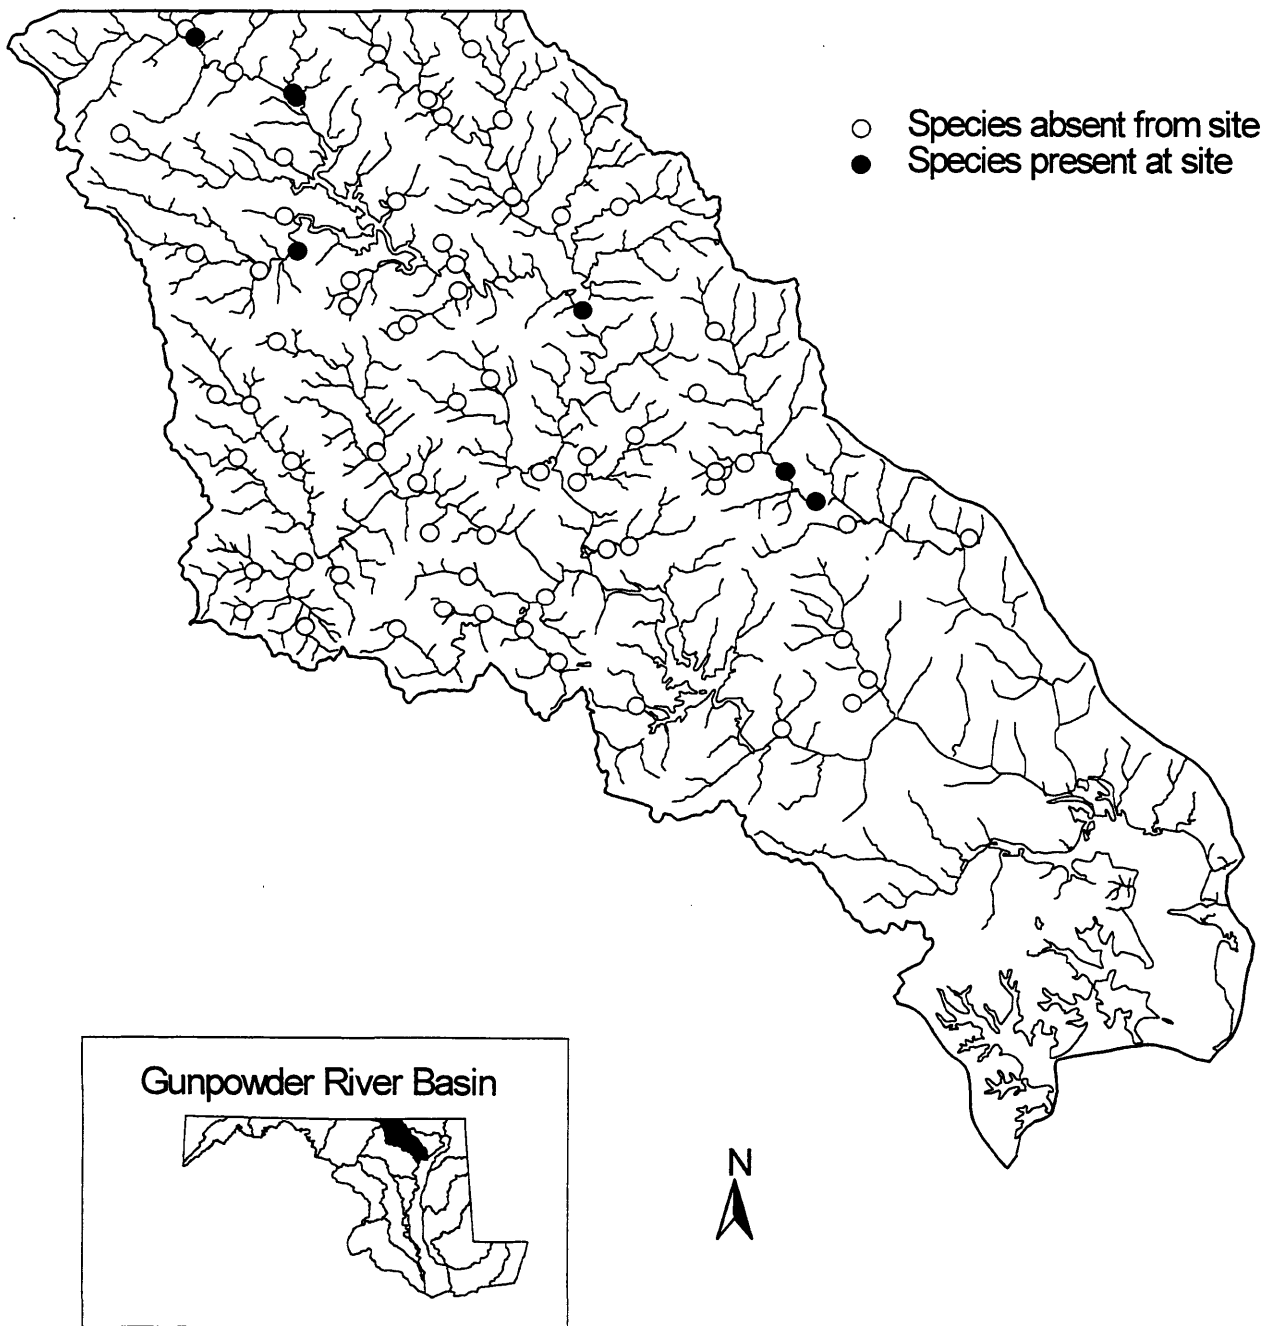 Species absent from site
Species present at site
Gunpowder River Basin
N